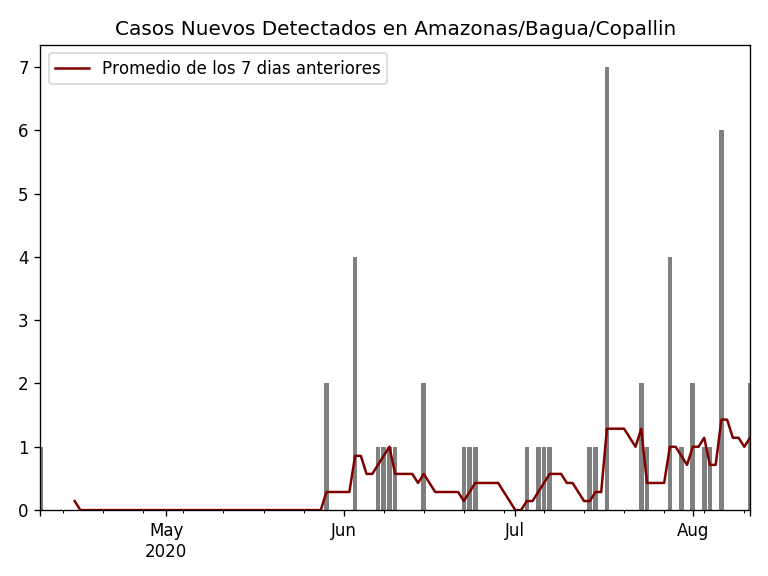 Casos Nuevos Detectados en Amazonas/Bagua/Copallin
Promedio de los 7 dias anteriores
7
6
5
4
3
2
1
0
May
2020
Jun
Jul
Aug